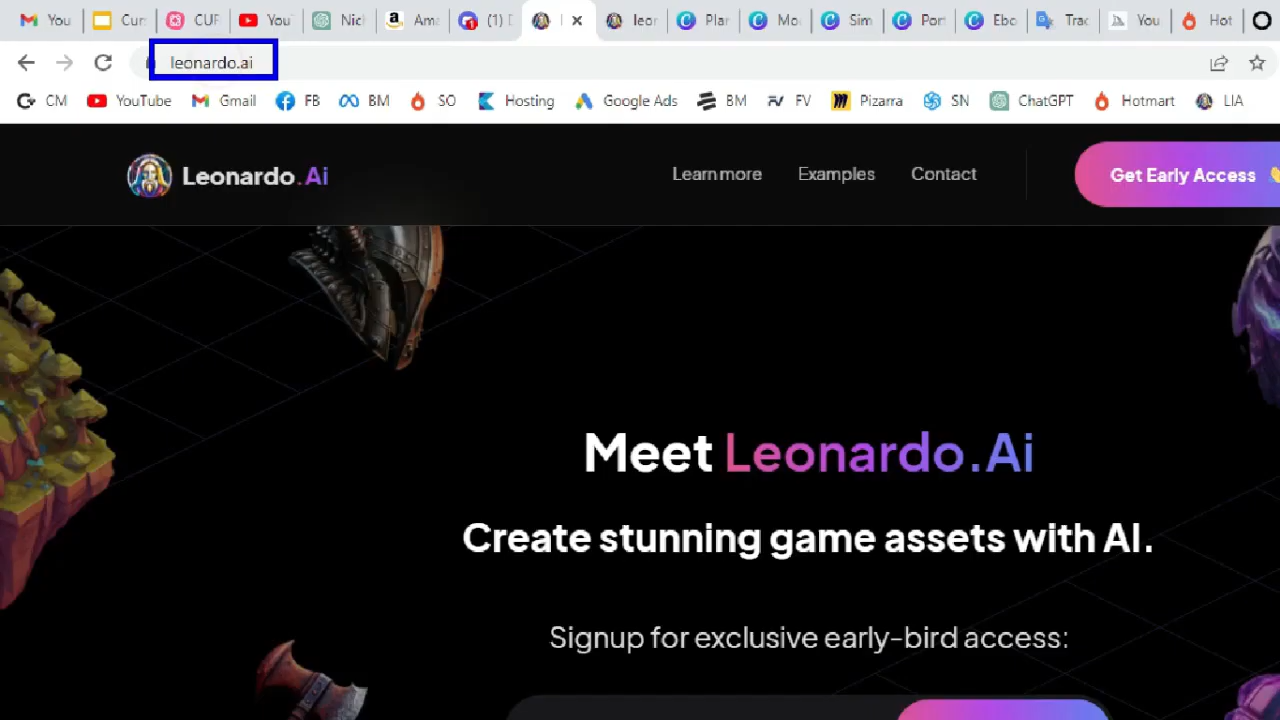 You Cur CUF You Nicl Ama (1) D leor Plar Mo Sim Port Ebo Trac You Hot
leonardo.ai
CM YouTube Gmail FB BM SO Hosting Google Ads BM FV Pizarra SN ChatGPT Hotmart LIA
Leonardo.Ai Learn more Examples Contact Get Early Access
Meet Leonardo.Ai
Create stunning game assets with AI.
Signup for exclusive early-bird access: